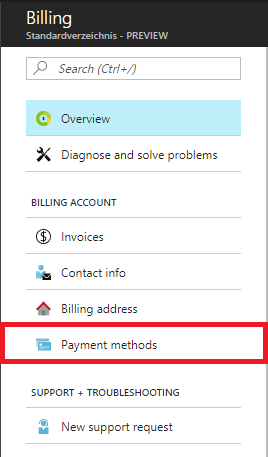 Billing
Standardverzeichnis - PREVIEW
Search (Ctrl+/)
Overview
Diagnose and solve problems
BILLING ACCOUNT
Invoices
Contact info
Billing address
Payment methods
SUPPORT + TROUBLESHOOTING
New support request